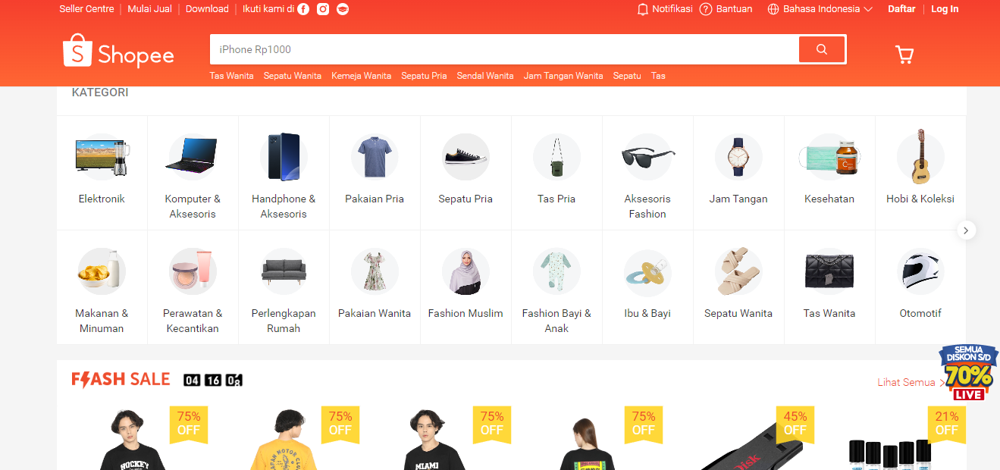 Seller Centre
Mulai Jual
Download
Ikuti kami di
Notifikasi
Bantuan
Bahasa Indonesia
Daftar
Log In
Shopee
iPhone Rp1000
Tas Wanita
Sepatu Wanita
Kemeja Wanita
Sepatu Pria
Sendal Wanita
Jam Tangan Wanita
Sepatu
Tas
KATEGORI
Elektronik
Komputer &
Aksesoris
Handphone &
Aksesoris
Pakaian Pria
Sepatu Pria
Tas Pria
Aksesoris
Fashion
Jam Tangan
Kesehatan
Hobi & Koleksi
Makanan &
Minuman
Perawatan &
Kecantikan
Perlengkapan
Rumah
Pakaian Wanita
Fashion Muslim
Fashion Bayi &
Anak
Ibu & Bayi
Sepatu Wanita
Tas Wanita
Otomotif
SEMUA
DISKON S/D
70%
LIVE
FLASH SALE
04 16
Lihat Semua
75%
OFF
75%
OFF
75%
OFF
75%
OFF
45%
OFF
21%
OFF
HOCKEY
MOTOR CLUB
MIAMI